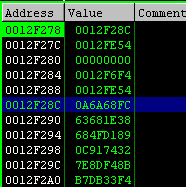 Address Value Comment
0012F278 0012F28C
0012F27C 0012FE54
0012F280 00000000
0012F284 0012F6F4
0012F288 0012FE54
0012F28C 0A6A68FC
0012F290 63681E38
0012F294 684FD189
0012F298 0C917432
0012F29C 7E8DF48B
0012F2A0 B7DB33F4